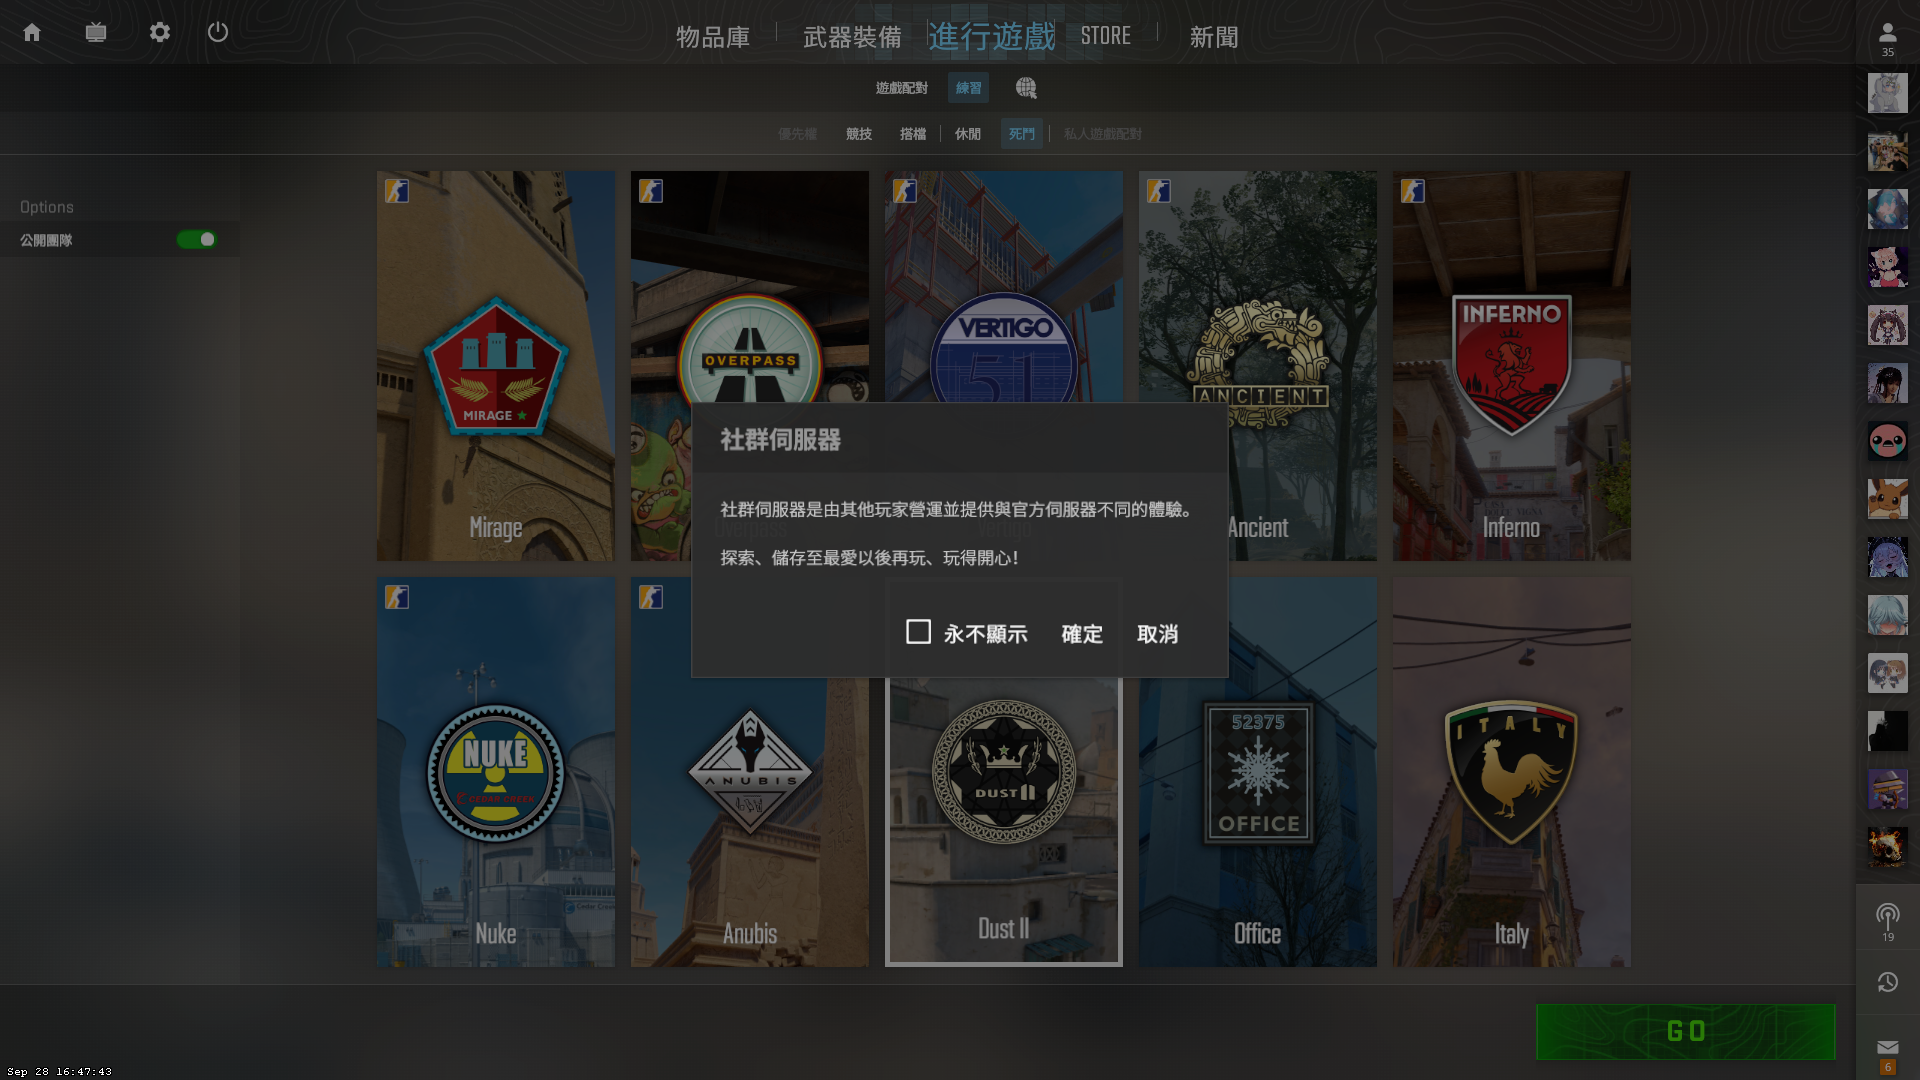 物品庫
武器裝備
進行遊戲
STORE
新聞
35
遊戲配對
練習
優先權
競技
搭檔
休閒
死鬥
私人遊戲配對
Options
公開團隊
MIRAGE
Mirage
OVERPASS
Overpass
VERTIGO
51
Vertigo
ANCIENT
Ancient
INFERNO
Inferno
社群伺服器
社群伺服器是由其他玩家營運並提供與官方伺服器不同的體驗。
探索、儲存至最愛以後再玩、玩得開心！
永不顯示
確定
取消
NUKE
CEDAR CREEK
Nuke
ANUBIS
Anubis
DUST II
Dust II
52375
OFFICE
Office
ITALY
Italy
19
GO
6
Sep 28 16:47:43